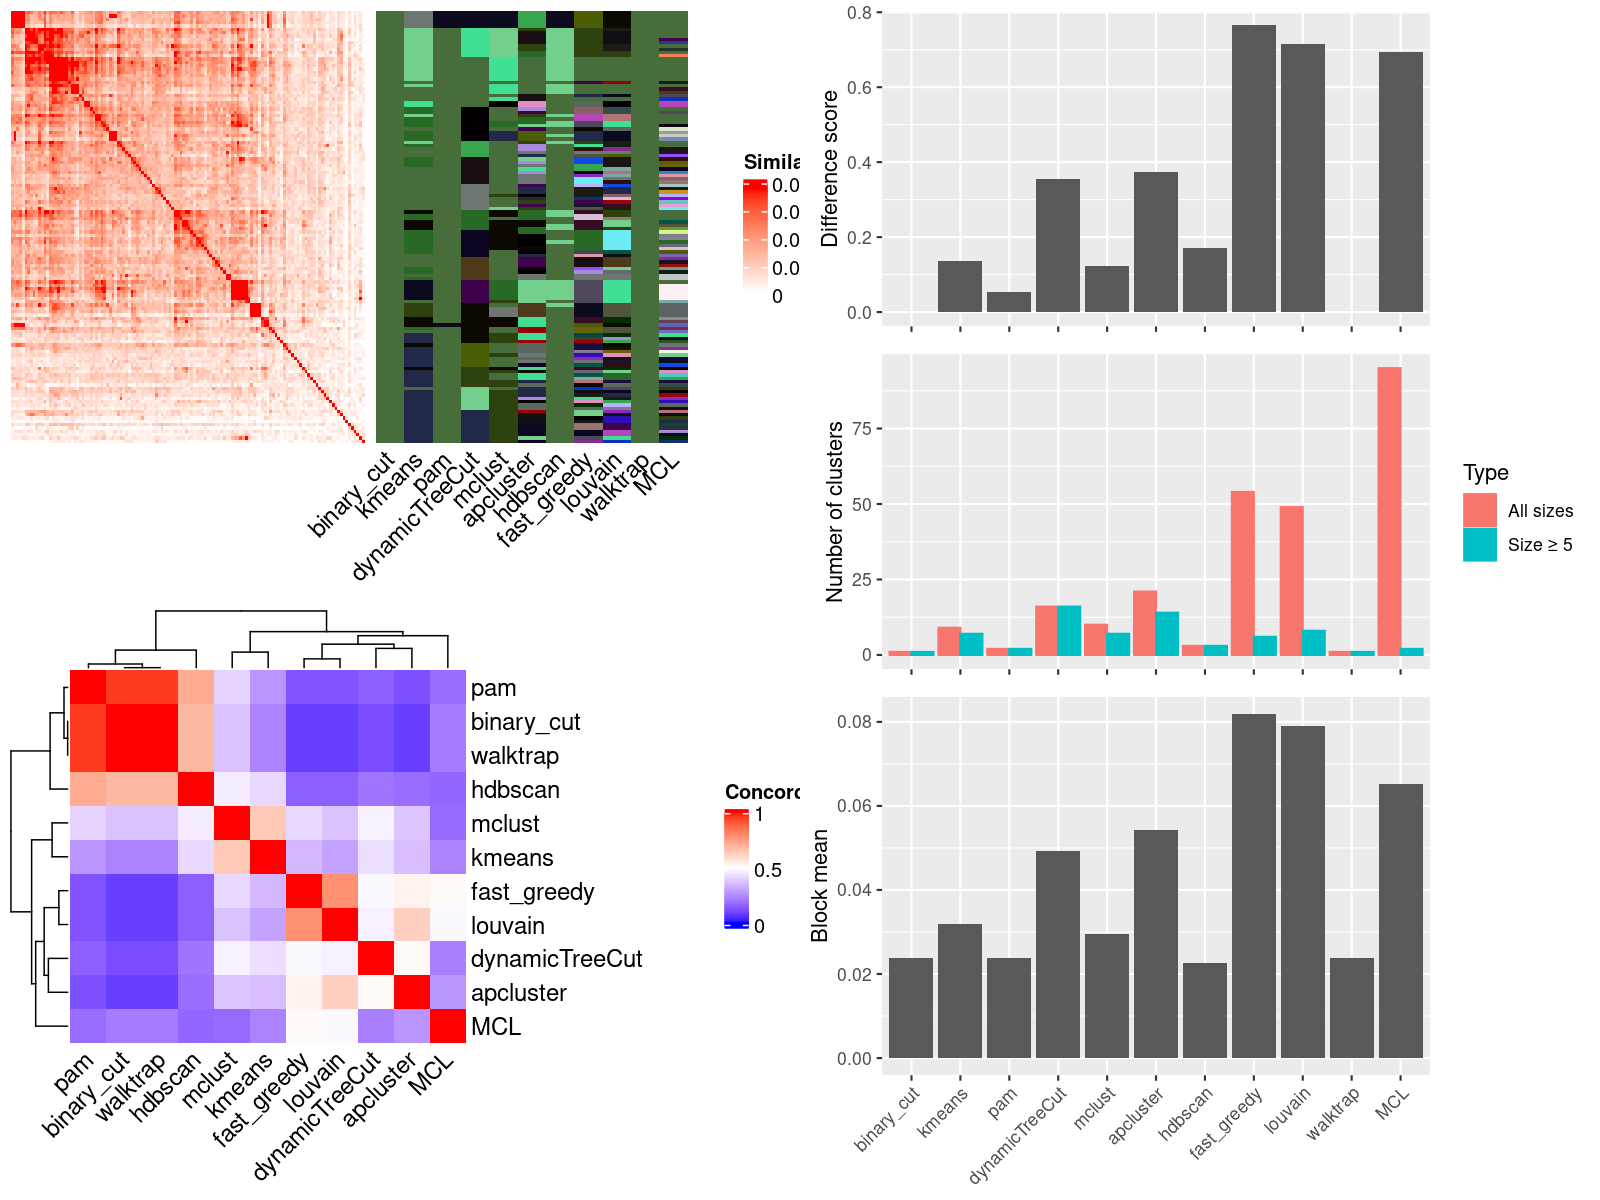 Simila
0.0
0.0
0.0
0.0
0
binary_cut
kmeans
pam
dynamicTreeCut
mclust
apcluster
hdbscan
fast_greedy
louvain
walktrap
MCL
pam
binary_cut
walktrap
hdbscan
mclust
kmeans
fast_greedy
louvain
dynamicTreeCut
apcluster
MCL
pam
binary_cut
walktrap
hdbscan
mclust
kmeans
fast_greedy
louvain
dynamicTreeCut
apcluster
MCL
Concord
1
0.5
0
Difference score
0.8
0.6
0.4
0.2
0.0
Number of clusters
75
50
25
0
Type
All sizes
Size ≥ 5
Block mean
0.08
0.06
0.04
0.02
0.00
binary_cut
kmeans
pam
dynamicTreeCut
mclust
apcluster
hdbscan
fast_greedy
louvain
walktrap
MCL